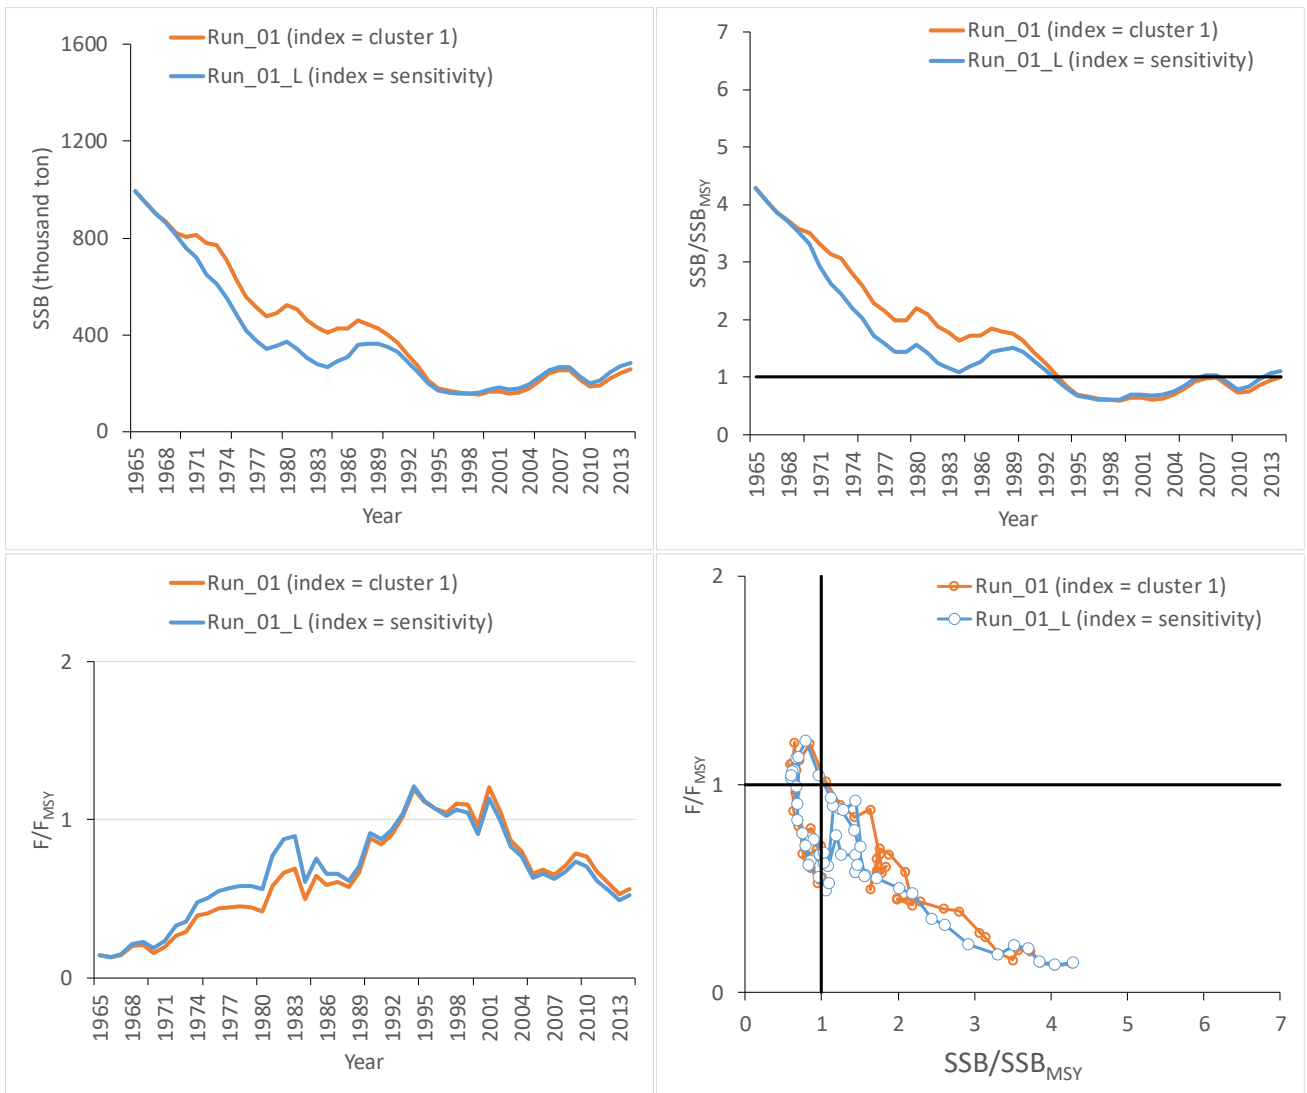 Run_01 (index = cluster 1)
Run_01_L (index = sensitivity)
1600
1200
800
400
0
SSB (thousand ton)
1965 1968 1971 1974 1977 1980 1983 1986 1989 1992 1995 1998 2001 2004 2007 2010 2013
Year
Run_01 (index = cluster 1)
Run_01_L (index = sensitivity)
7
6
5
4
3
2
1
0
SSB/SSBMSY
1965 1968 1971 1974 1977 1980 1983 1986 1989 1992 1995 1998 2001 2004 2007 2010 2013
Year
Run_01 (index = cluster 1)
Run_01_L (index = sensitivity)
2
1
0
F/FMSY
1965 1968 1971 1974 1977 1980 1983 1986 1989 1992 1995 1998 2001 2004 2007 2010 2013
Year
Run_01 (index = cluster 1)
Run_01_L (index = sensitivity)
2
1
0
F/FMSY
0 1 2 3 4 5 6 7
SSB/SSBMSY